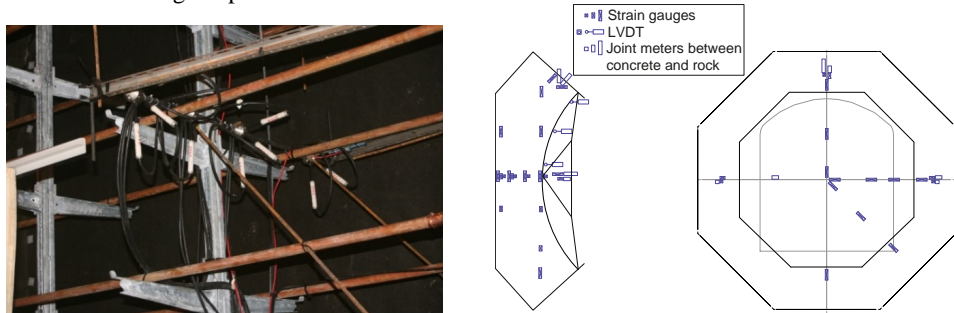 Strain gauges
LVDT
Joint meters between
concrete and rock